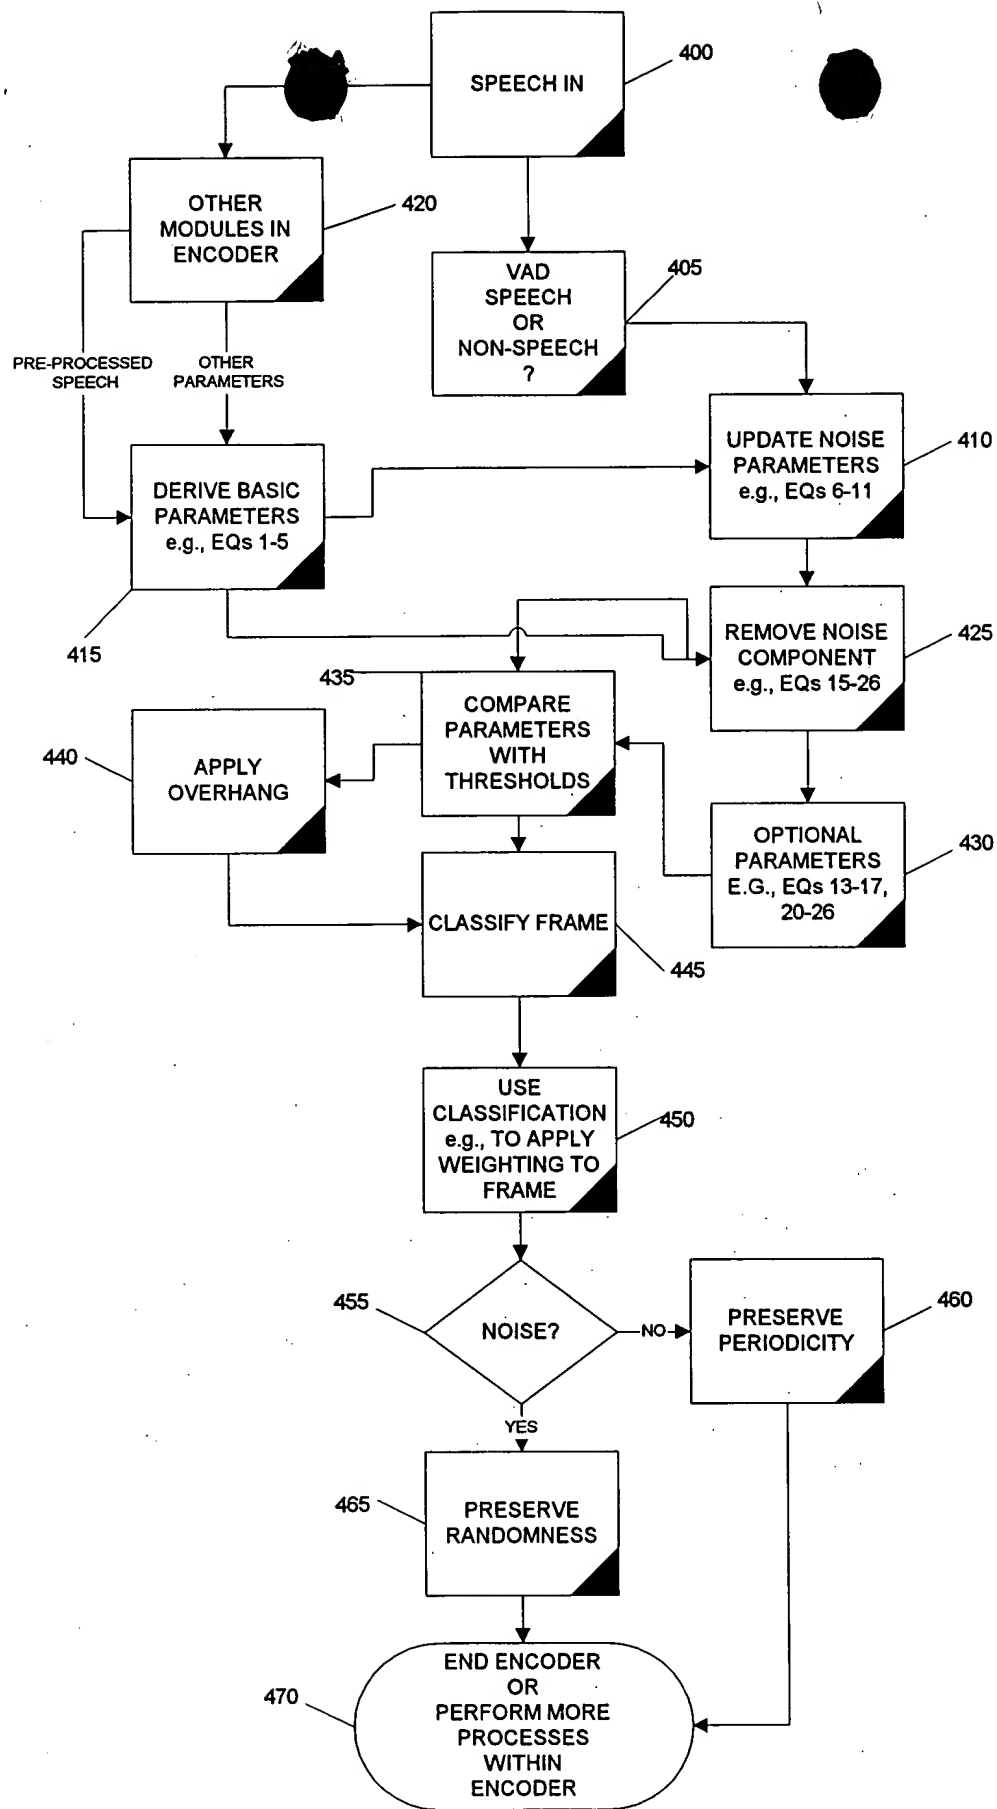 SPEECH IN
400
OTHER
MODULES IN
ENCODER
420
VAD
SPEECH
OR
NON-SPEECH
?
405
PRE-PROCESSED
SPEECH
OTHER
PARAMETERS
UPDATE NOISE
PARAMETERS
e.g., EQs 6-11
410
DERIVE BASIC
PARAMETERS
e.g., EQs 1-5
415
REMOVE NOISE
COMPONENT
e.g., EQs 15-26
425
435
COMPARE
PARAMETERS
WITH
THRESHOLDS
440
APPLY
OVERHANG
OPTIONAL
PARAMETERS
E.G., EQs 13-17,
20-26
430
CLASSIFY FRAME
445
USE
CLASSIFICATION
e.g., TO APPLY
WEIGHTING TO
FRAME
450
455
NOISE?
NO
PRESERVE
PERIODICITY
460
YES
465
PRESERVE
RANDOMNESS
470
END ENCODER
OR
PERFORM MORE
PROCESSES
WITHIN
ENCODER